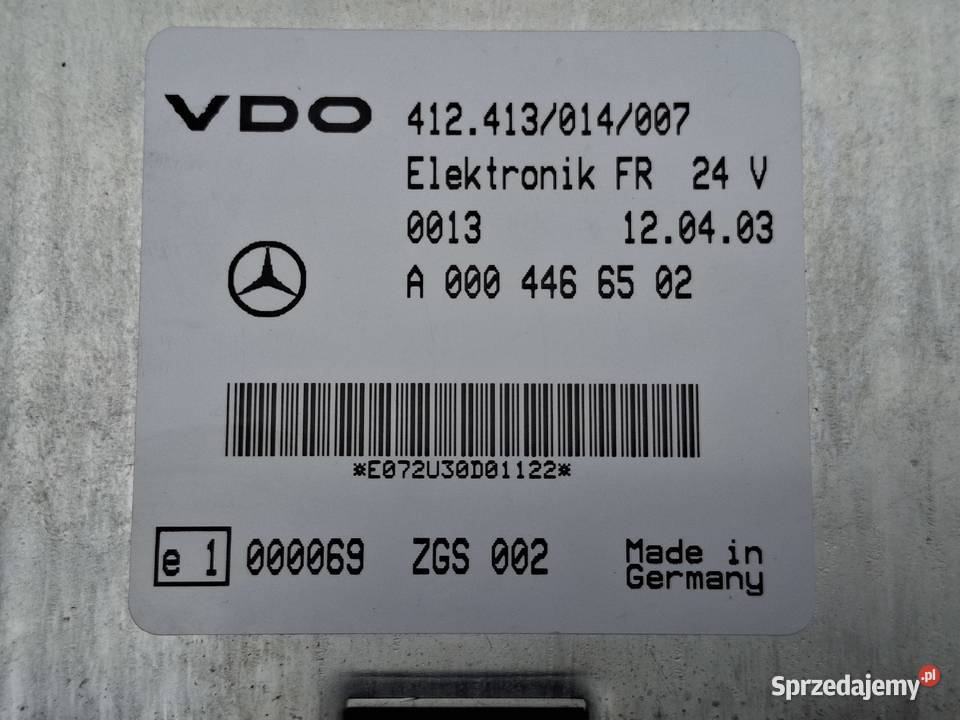 VDO 412.413/014/007
Elektronik FR 24 V
0013 12.04.03
A 000 446 65 02
*E072U30D01122*
e 1 000069 ZGS 002 Made in
Germany
Sprzedajemy.pl